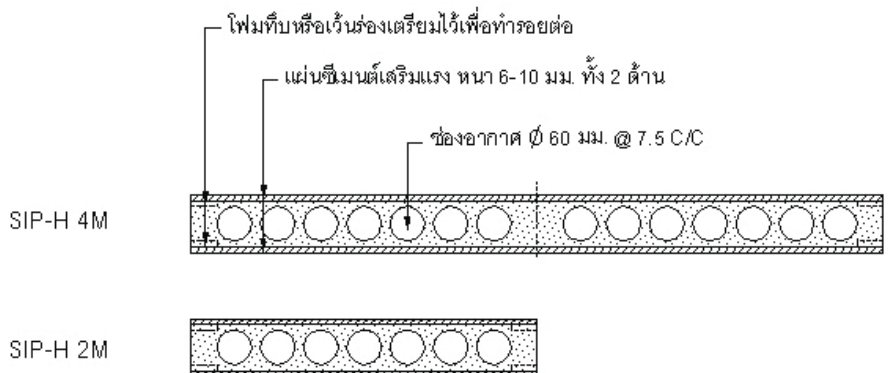 โฟมทึบหรือเว้นร่องเตรียมไว้เพื่อทำรอยต่อ
แผ่นซีเมนต์เสริมแรง หนา 6-10 มม. ทั้ง 2 ด้าน
ช่องอากาศ Ø 60 มม. @ 7.5 C/C
SIP-H 4M
SIP-H 2M